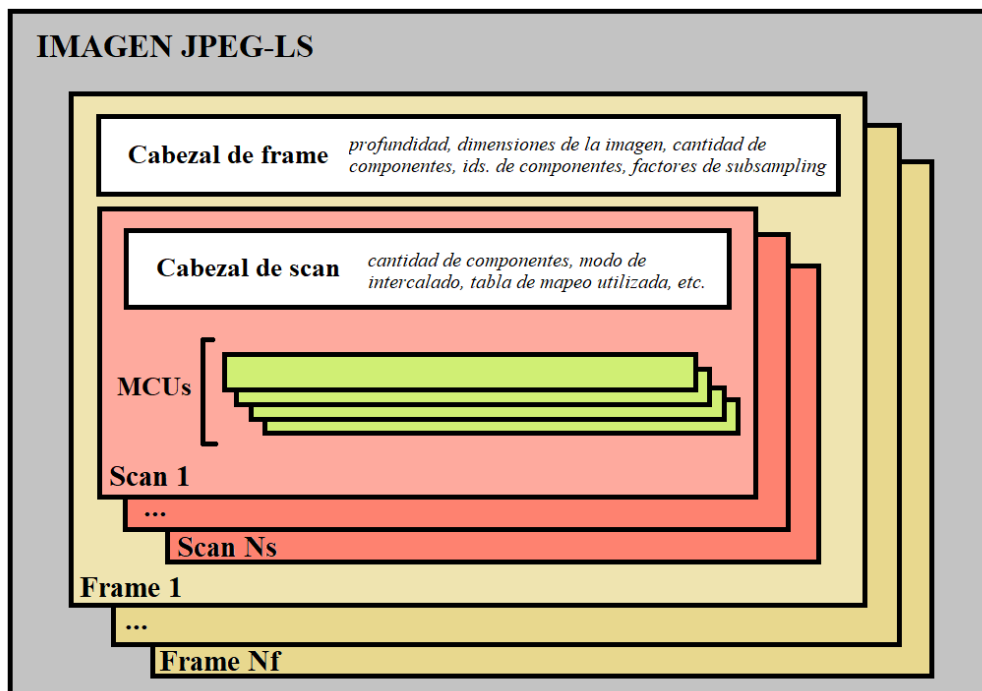 IMAGEN JPEG-LS
Cabezal de frame
profundidad, dimensiones de la imagen, cantidad de
componentes, ids. de componentes, factores de subsampling
Cabezal de scan
cantidad de componentes, modo de
intercalado, tabla de mapeo utilizada, etc.
MCUs
Scan 1
...
Scan Ns
Frame 1
...
Frame Nf